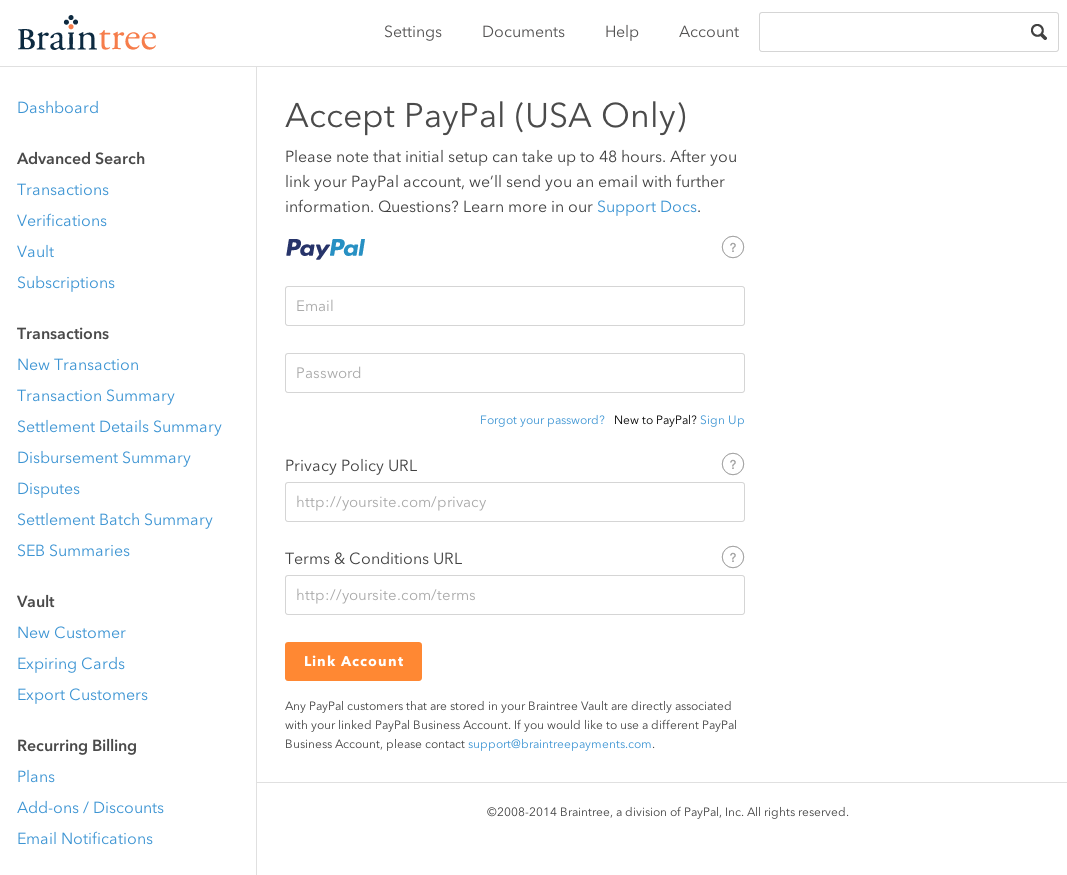 Braintree
Settings
Documents
Help
Account
Dashboard
Advanced Search
Transactions
Verifications
Vault
Subscriptions
Transactions
New Transaction
Transaction Summary
Settlement Details Summary
Disbursement Summary
Disputes
Settlement Batch Summary
SEB Summaries
Vault
New Customer
Expiring Cards
Export Customers
Recurring Billing
Plans
Add-ons / Discounts
Email Notifications
Accept PayPal (USA Only)
Please note that initial setup can take up to 48 hours. After you
link your PayPal account, we’ll send you an email with further
information. Questions? Learn more in our Support Docs.
PayPal
?
Email
Password
Forgot your password? New to PayPal? Sign Up
Privacy Policy URL
?
http://yoursite.com/privacy
Terms & Conditions URL
?
http://yoursite.com/terms
Link Account
Any PayPal customers that are stored in your Braintree Vault are directly associated
with your linked PayPal Business Account. If you would like to use a different PayPal
Business Account, please contact support@braintreepayments.com.
©2008-2014 Braintree, a division of PayPal, Inc. All rights reserved.